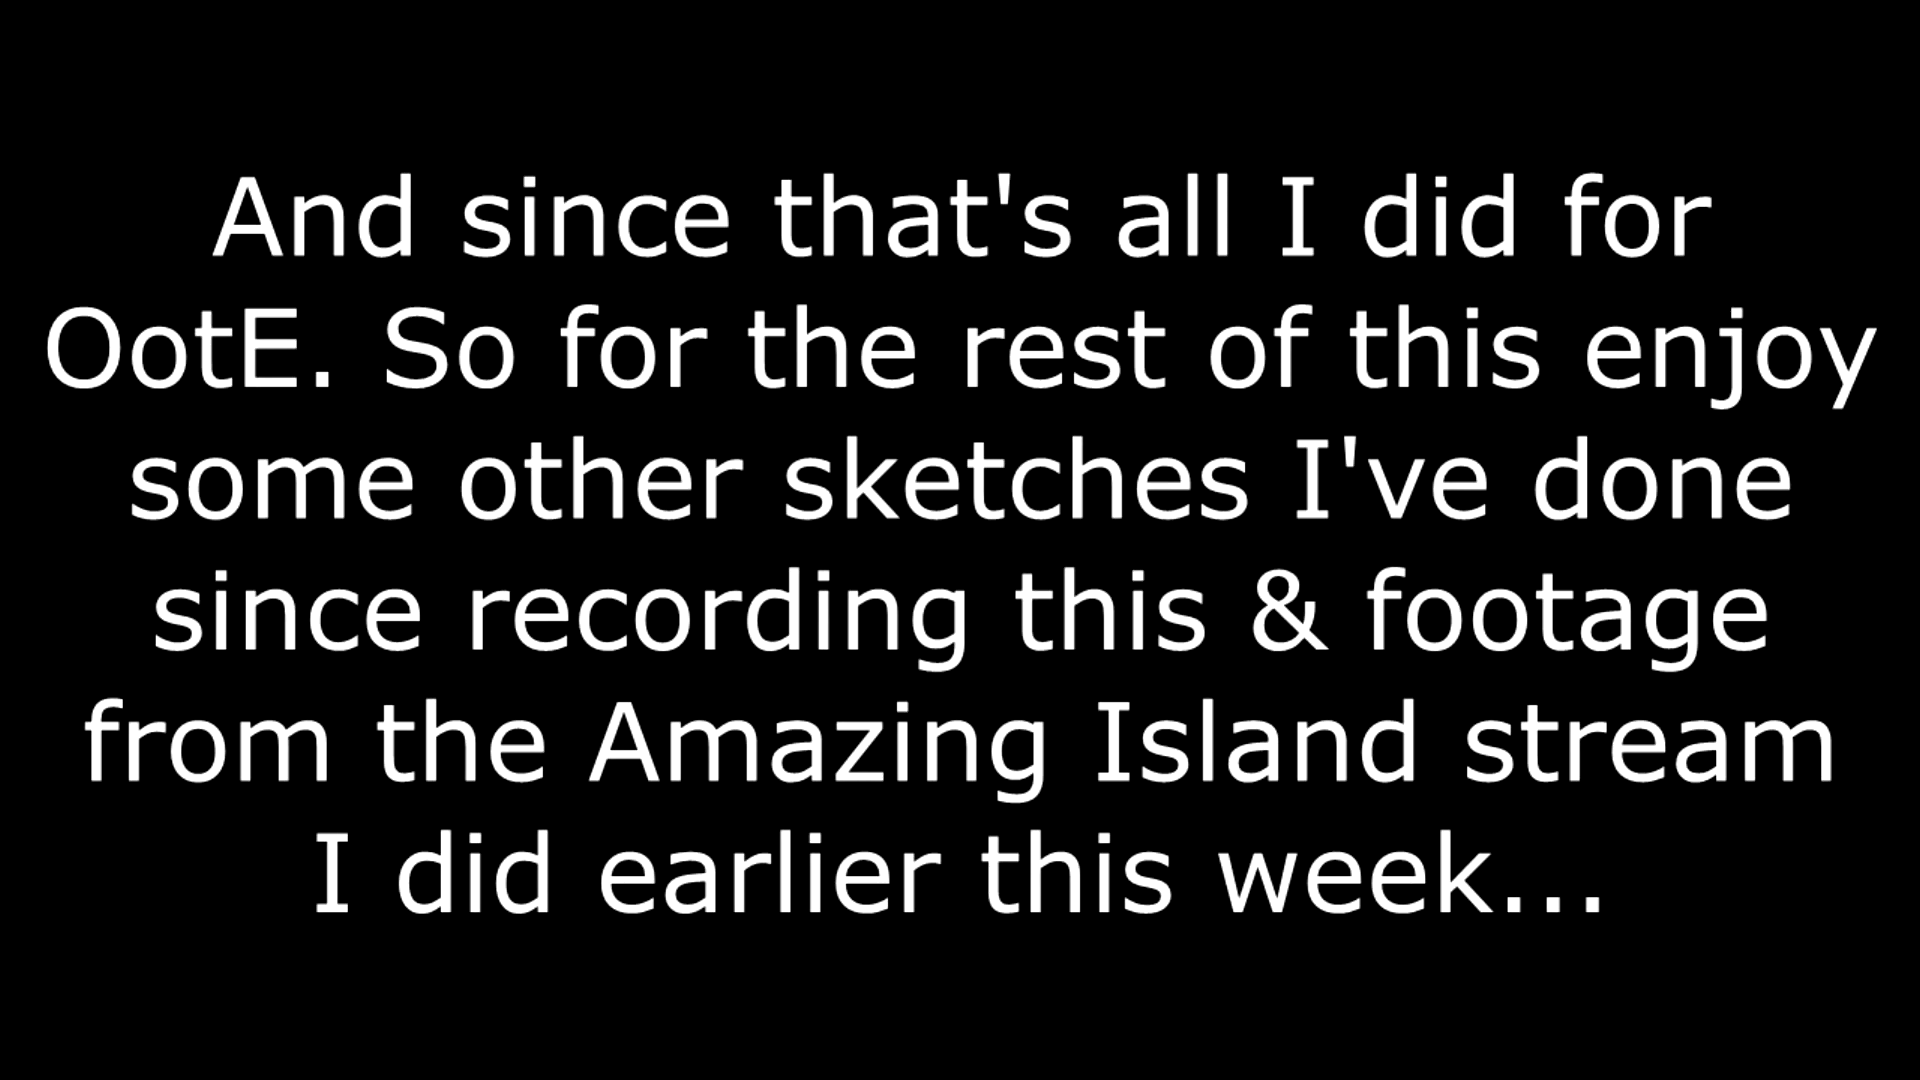 And since that's all I did for
OotE. So for the rest of this enjoy
some other sketches I've done
since recording this & footage
from the Amazing Island stream
I did earlier this week...